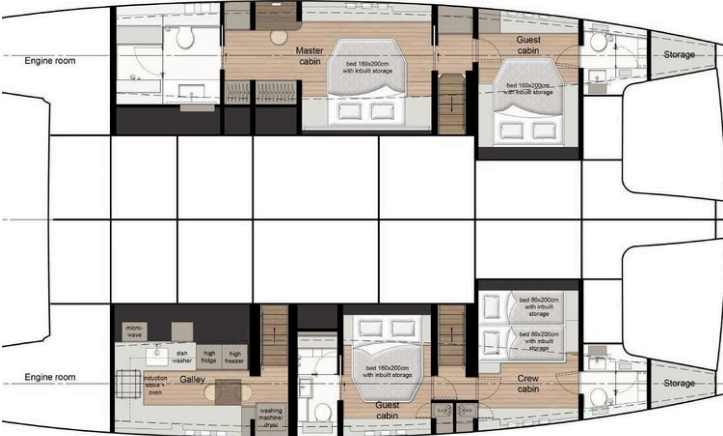 Engine room
Master
cabin
bed 180x200cm
with inbuilt storage
Guest
cabin
bed 160x200cm
with inbuilt storage
Storage
micro-
wave
dish
washer
high
fridge
high
freezer
induction
stove +
oven
Galley
washing
machine/
dryer
Engine room
bed 160x200cm
with inbuilt storage
Guest
cabin
bed 80x200cm
with inbuilt
storage
bed 80x200cm
with inbuilt
storage
Crew
cabin
Storage